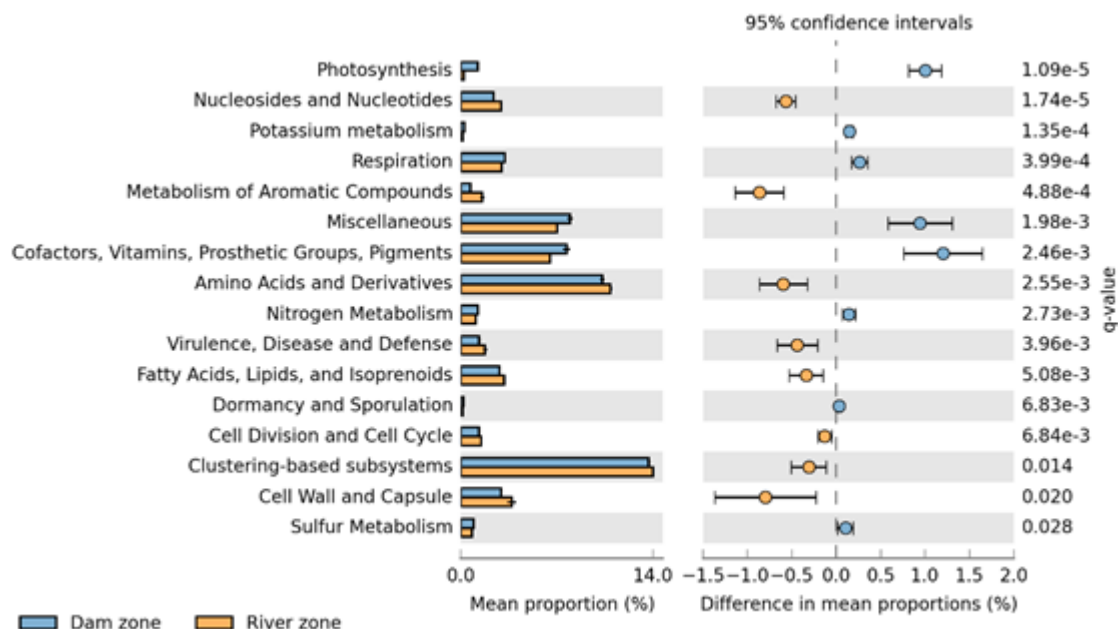 95% confidence intervals
Photosynthesis 1.09e-5
Nucleosides and Nucleotides 1.74e-5
Potassium metabolism 1.35e-4
Respiration 3.99e-4
Metabolism of Aromatic Compounds 4.88e-4
Miscellaneous 1.98e-3
Cofactors, Vitamins, Prosthetic Groups, Pigments 2.46e-3
Amino Acids and Derivatives 2.55e-3
Nitrogen Metabolism 2.73e-3
Virulence, Disease and Defense 3.96e-3
Fatty Acids, Lipids, and Isoprenoids 5.08e-3
Dormancy and Sporulation 6.83e-3
Cell Division and Cell Cycle 6.84e-3
Clustering-based subsystems 0.014
Cell Wall and Capsule 0.020
Sulfur Metabolism 0.028
q-value
0.0 14.0 −1.5 −1.0 −0.5 0.0 0.5 1.0 1.5 2.0
Mean proportion (%) Difference in mean proportions (%)
Dam zone River zone